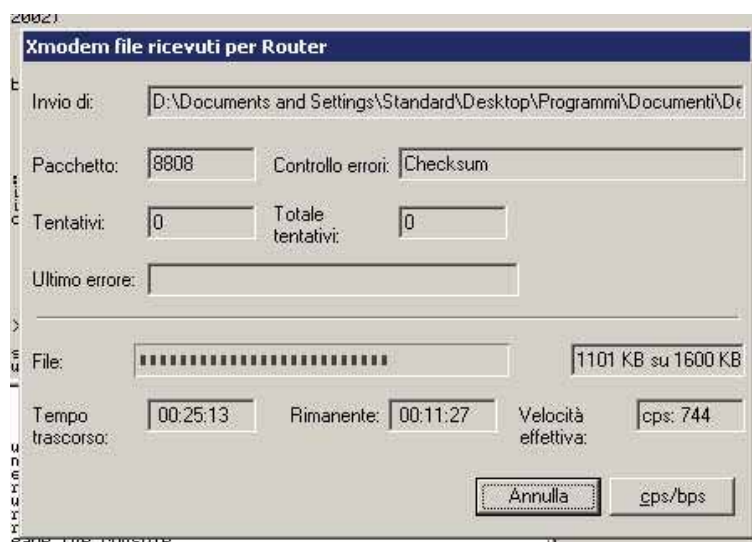 2002)
Xmodem file ricevuti per Router
Invio di: D:\Documents and Settings\Standard\Desktop\Programmi\Documenti\De
Pacchetto: 8808 Controllo errori: Checksum
Tentativi: 0 Totale tentativi: 0
Ultimo errore:
File: 1101 KB su 1600 KB
Tempo trascorso: 00:25:13 Rimanente: 00:11:27 Velocità effettiva: cps: 744
Annulla cps/bps